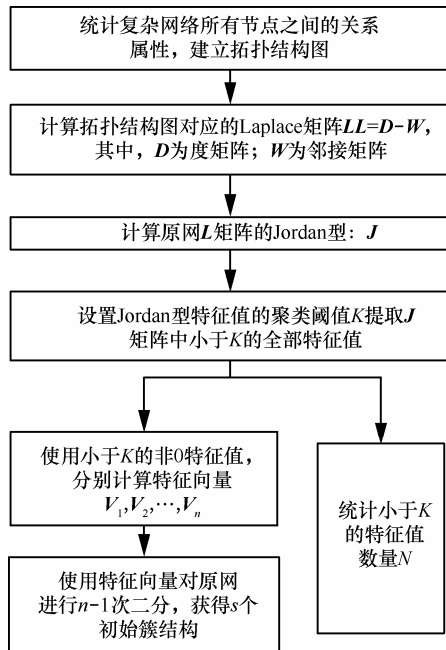 统计复杂网络所有节点之间的关系
属性，建立拓扑结构图
计算拓扑结构图对应的Laplace矩阵LL=D-W,
其中，D为度矩阵；W为邻接矩阵
计算原网L矩阵的Jordan型：J
设置Jordan型特征值的聚类阈值K提取J
矩阵中小于K的全部特征值
使用小于K的非0特征值，
分别计算特征向量
V1,V2,⋯,Vn
统计小于K
的特征值
数量N
使用特征向量对原网
进行n-1次二分，获得s个
初始簇结构